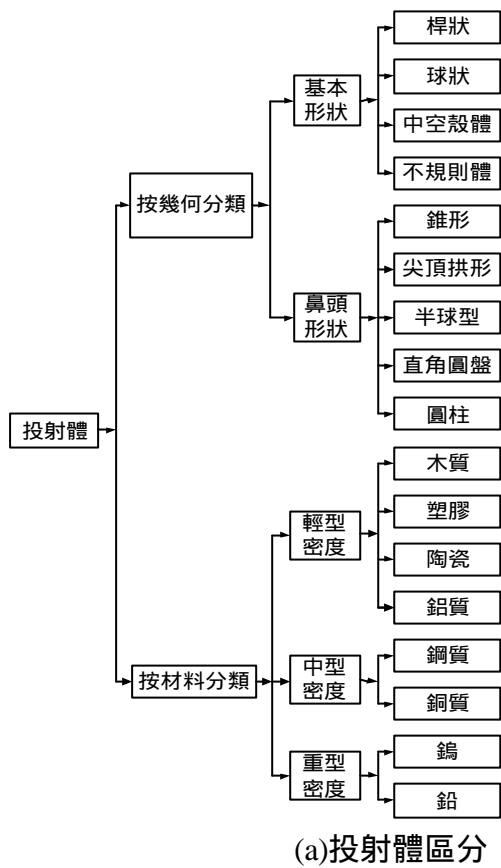 投射體
按幾何分類
基本
形狀
桿狀
球狀
中空殼體
不規則體
鼻頭
形狀
錐形
尖頂拱形
半球型
直角圓盤
圓柱
按材料分類
輕型
密度
木質
塑膠
陶瓷
鋁質
中型
密度
鋼質
銅質
重型
密度
鎢
鉛
(a)投射體區分